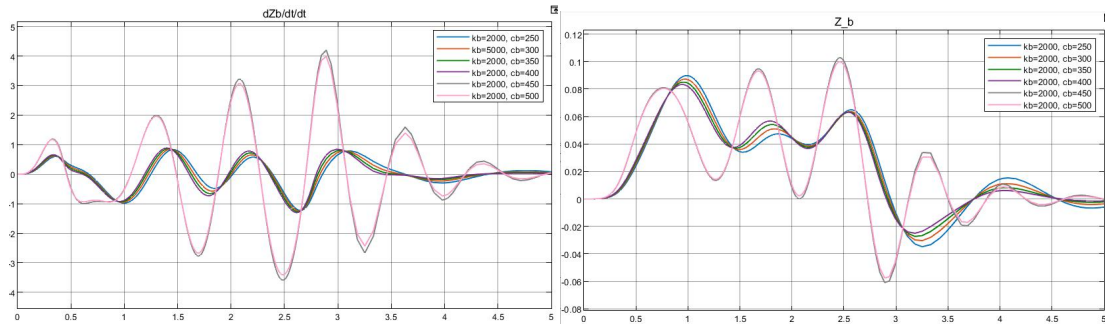 dZb/dt/dt
kb=2000, cb=250
kb=5000, cb=300
kb=2000, cb=350
kb=2000, cb=400
kb=2000, cb=450
kb=2000, cb=500
5
4
3
2
1
0
-1
-2
-3
-4
0 0.5 1 1.5 2 2.5 3 3.5 4 4.5 5
Z_b
kb=2000, cb=250
kb=2000, cb=300
kb=2000, cb=350
kb=2000, cb=400
kb=2000, cb=450
kb=2000, cb=500
0.12
0.1
0.08
0.06
0.04
0.02
0
-0.02
-0.04
-0.06
-0.08
0 0.5 1 1.5 2 2.5 3 3.5 4 4.5 5